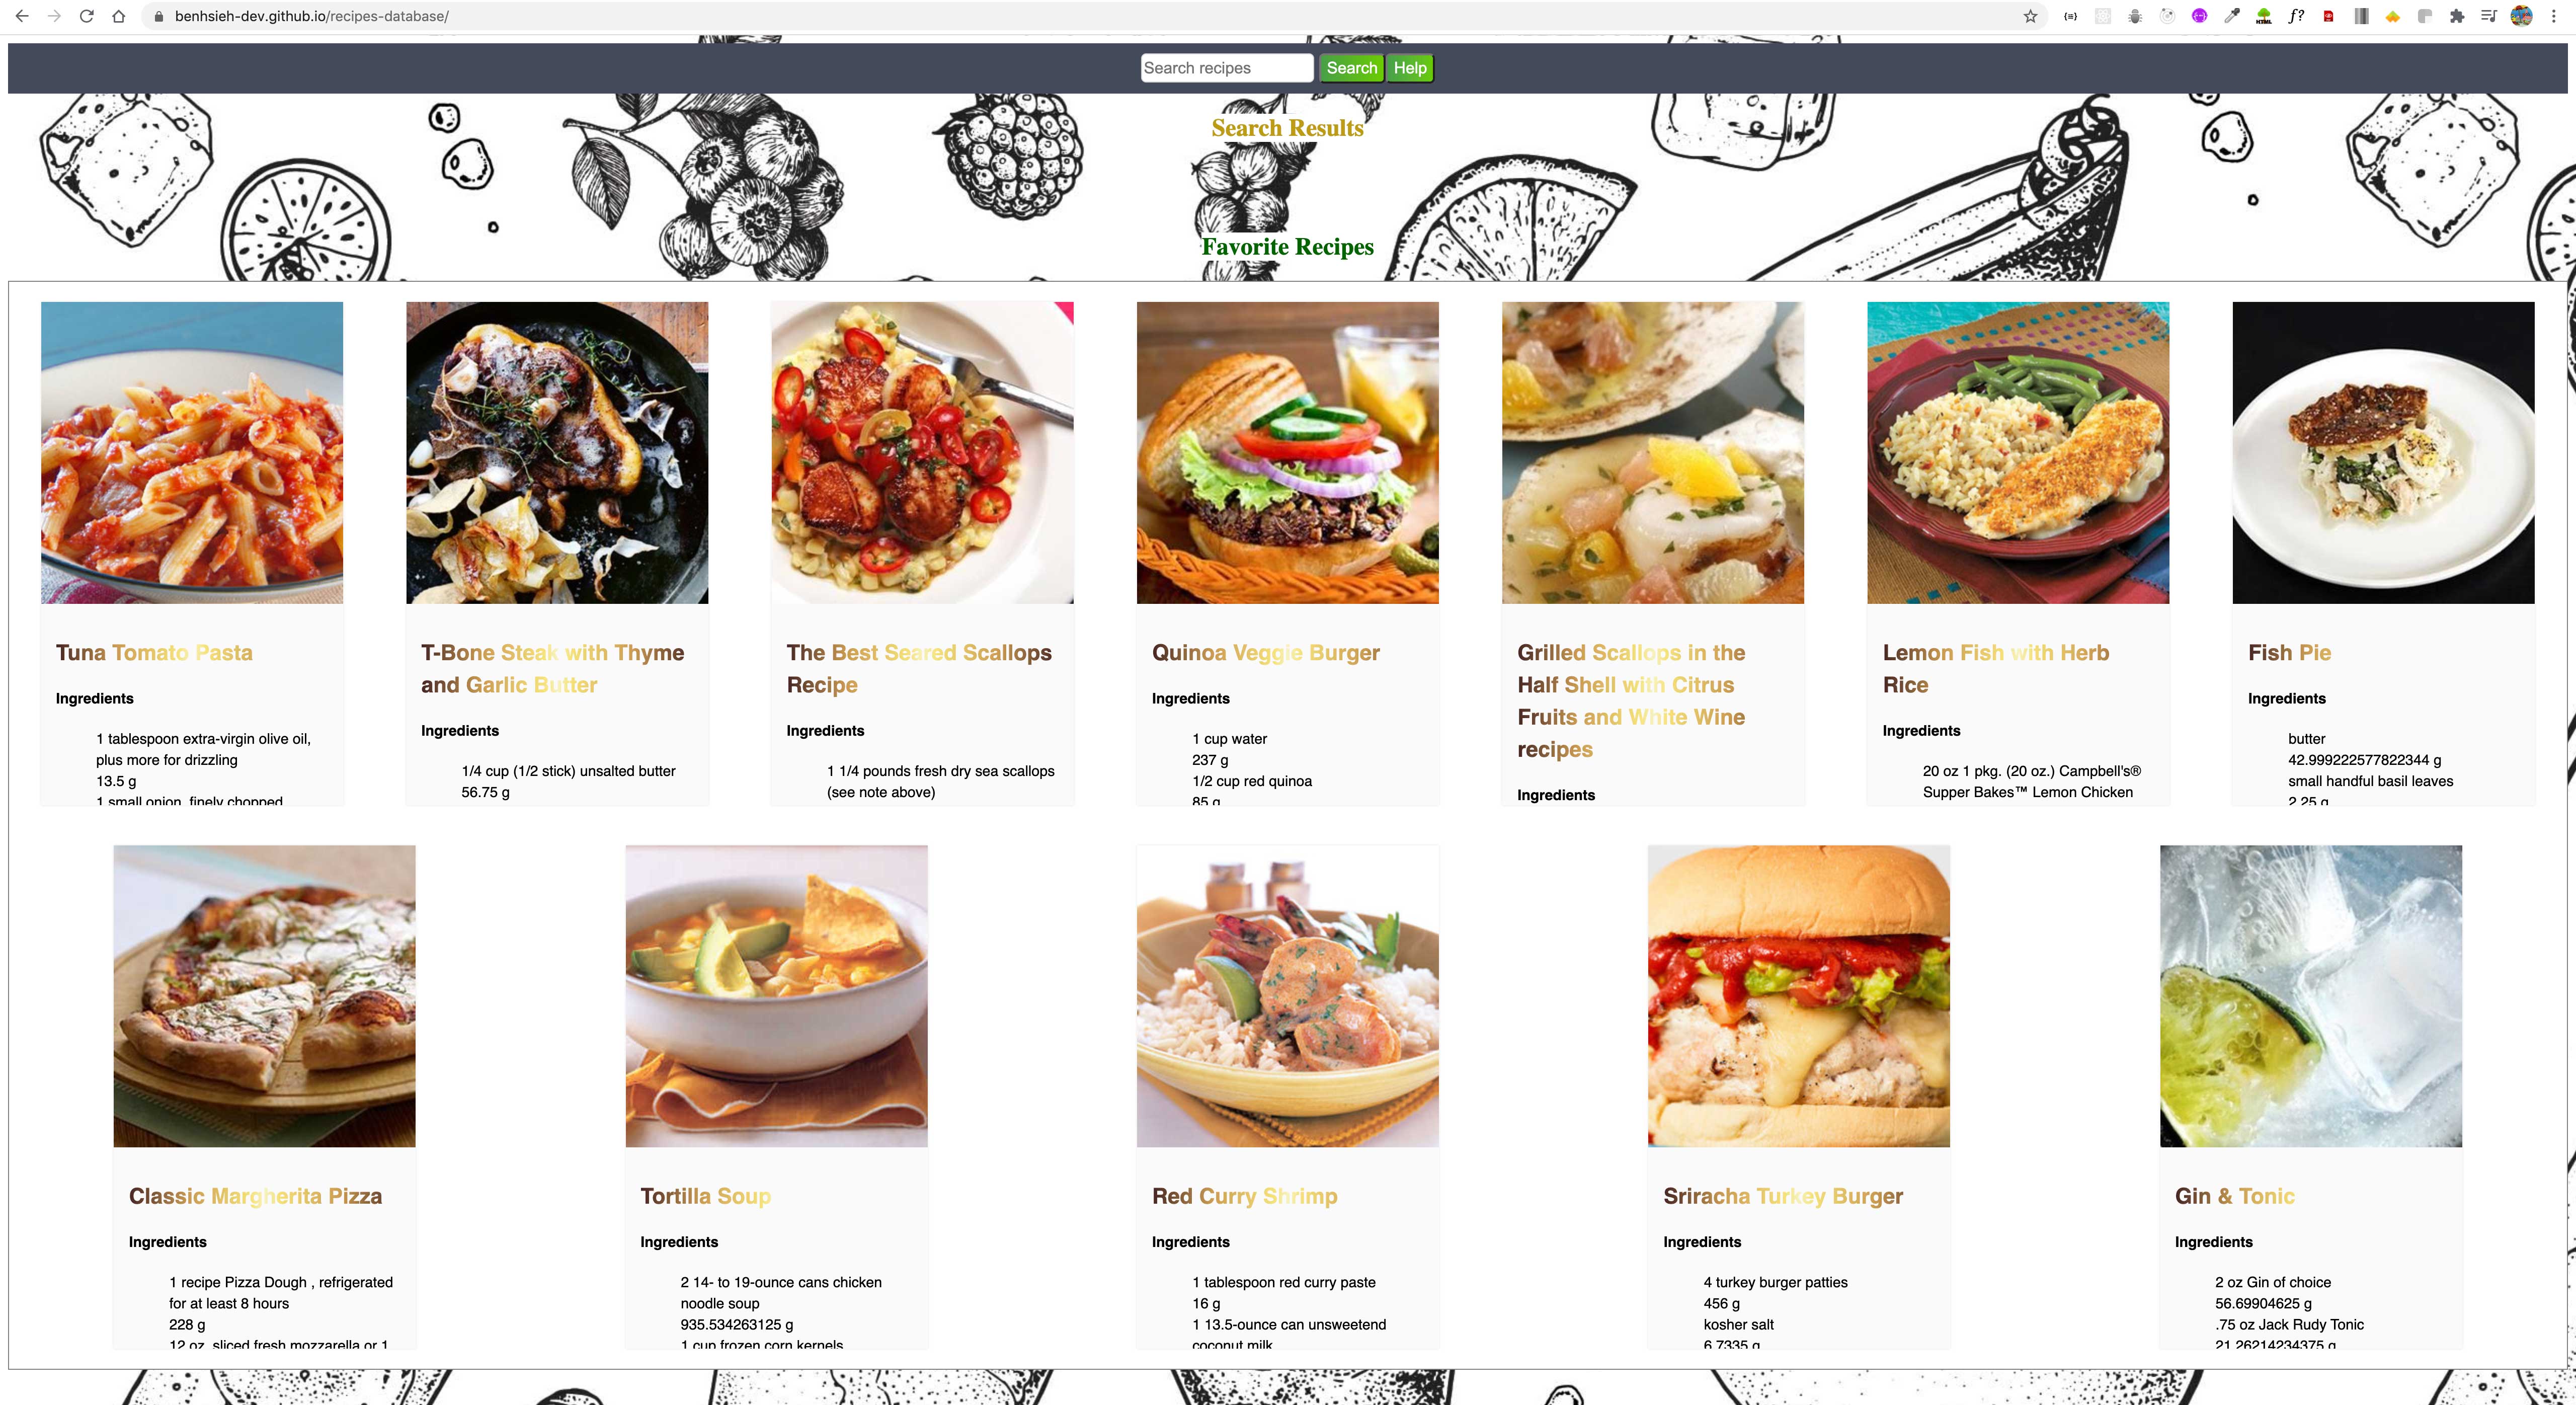 benhsieh-dev.github.io/recipes-database/
Search recipes
Search
Help
Search Results
Favorite Recipes
Tuna Tomato Pasta
Ingredients
1 tablespoon extra-virgin olive oil,
plus more for drizzling
13.5 g
1 small onion, finely chopped
T-Bone Steak with Thyme
and Garlic Butter
Ingredients
1/4 cup (1/2 stick) unsalted butter
56.75 g
The Best Seared Scallops
Recipe
Ingredients
1 1/4 pounds fresh dry sea scallops
(see note above)
Quinoa Veggie Burger
Ingredients
1 cup water
237 g
1/2 cup red quinoa
85 g
Grilled Scallops in the
Half Shell with Citrus
Fruits and White Wine
recipes
Ingredients
Lemon Fish with Herb
Rice
Ingredients
20 oz 1 pkg. (20 oz.) Campbell's®
Supper Bakes™ Lemon Chicken
Fish Pie
Ingredients
butter
42.999222577822344 g
small handful basil leaves
2.25 g
Classic Margherita Pizza
Ingredients
1 recipe Pizza Dough , refrigerated
for at least 8 hours
228 g
12 oz. sliced fresh mozzarella or 1
Tortilla Soup
Ingredients
2 14- to 19-ounce cans chicken
noodle soup
935.534263125 g
1 cup frozen corn kernels
Red Curry Shrimp
Ingredients
1 tablespoon red curry paste
16 g
1 13.5-ounce can unsweetend
coconut milk
Sriracha Turkey Burger
Ingredients
4 turkey burger patties
456 g
kosher salt
6.7335 g
Gin & Tonic
Ingredients
2 oz Gin of choice
56.69904625 g
.75 oz Jack Rudy Tonic
21.26214234375 g